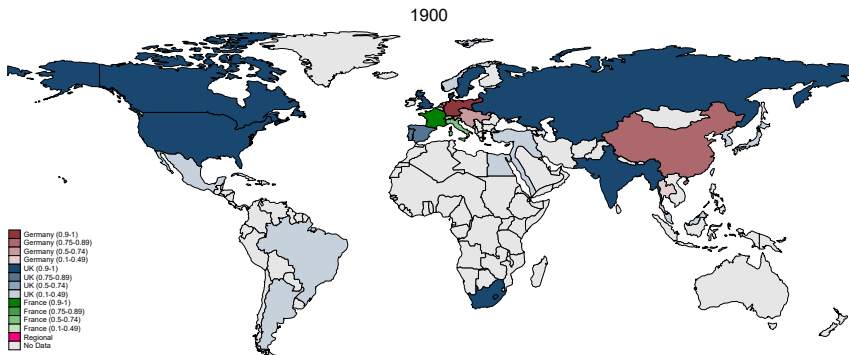 1900
Germany (0.9-1)
Germany (0.75-0.89)
Germany (0.5-0.74)
Germany (0.1-0.49)
UK (0.9-1)
UK (0.75-0.89)
UK (0.5-0.74)
UK (0.1-0.49)
France (0.9-1)
France (0.75-0.89)
France (0.5-0.74)
France (0.1-0.49)
Regional
No Data